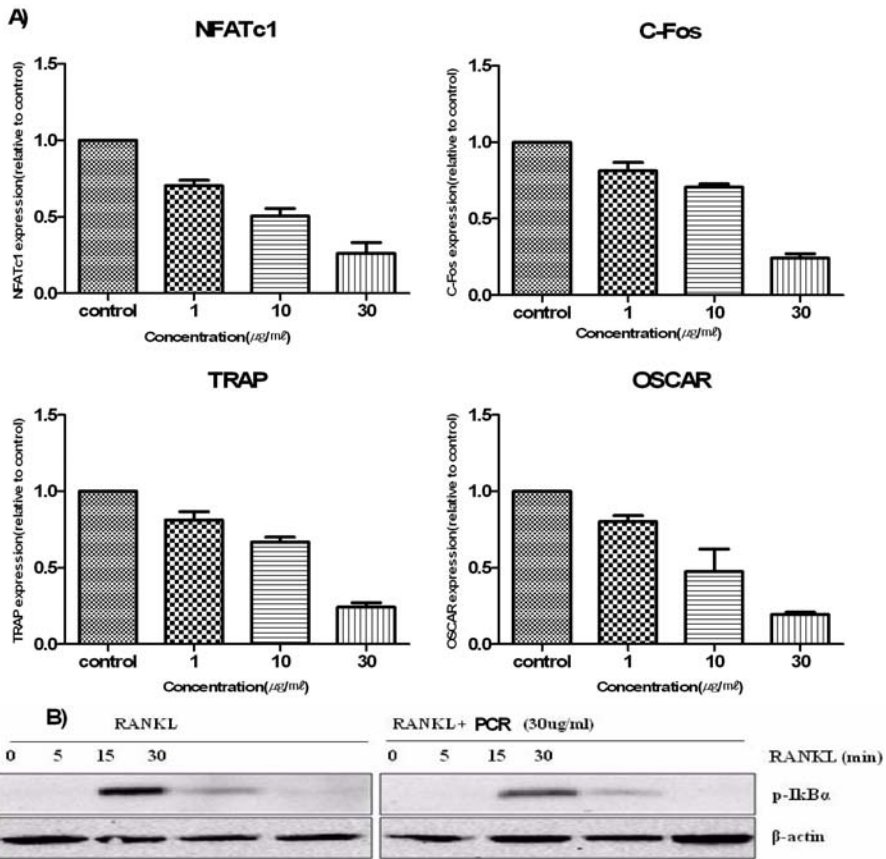 A)
NFATc1
NFATc1 expression(relative to control)
1.5
1.0
0.5
0.0
control 1 10 30
Concentration(μg/mℓ)
C-Fos
C-Fos expression(relative to control)
1.5
1.0
0.5
0.0
control 1 10 30
Concentration(μg/mℓ)
TRAP
TRAP expression(relative to control)
1.5
1.0
0.5
0.0
control 1 10 30
Concentration(μg/mℓ)
OSCAR
OSCAR expression(relative to control)
1.5
1.0
0.5
0.0
control 1 10 30
Concentration(μg/mℓ)
B) RANKL RANKL+ PCR (30ug/ml)
0 5 15 30 0 5 15 30 RANKL (min)
p-IkBα
β-actin